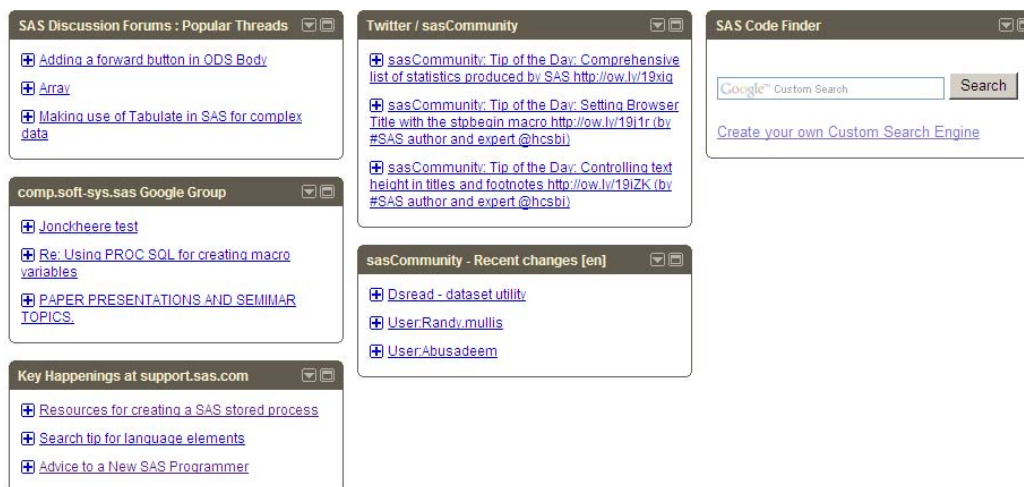 SAS Discussion Forums : Popular Threads
Adding a forward button in ODS Body
Array
Making use of Tabulate in SAS for complex
data
comp.soft-sys.sas Google Group
Jonckheere test
Re: Using PROC SQL for creating macro
variables
PAPER PRESENTATIONS AND SEMIMAR
TOPICS.
Key Happenings at support.sas.com
Resources for creating a SAS stored process
Search tip for language elements
Advice to a New SAS Programmer
Twitter / sasCommunity
sasCommunity: Tip of the Day: Comprehensive
list of statistics produced by SAS http://ow.ly/19xiq
sasCommunity: Tip of the Day: Setting Browser
Title with the stpbegin macro http://ow.ly/19j1r (by
#SAS author and expert @hcsbi)
sasCommunity: Tip of the Day: Controlling text
height in titles and footnotes http://ow.ly/19iZK (by
#SAS author and expert @hcsbi)
sasCommunity - Recent changes [en]
Dsread - dataset utility
User:Randy.mullis
User:Abusadeem
SAS Code Finder
Google™ Custom Search
Search
Create your own Custom Search Engine